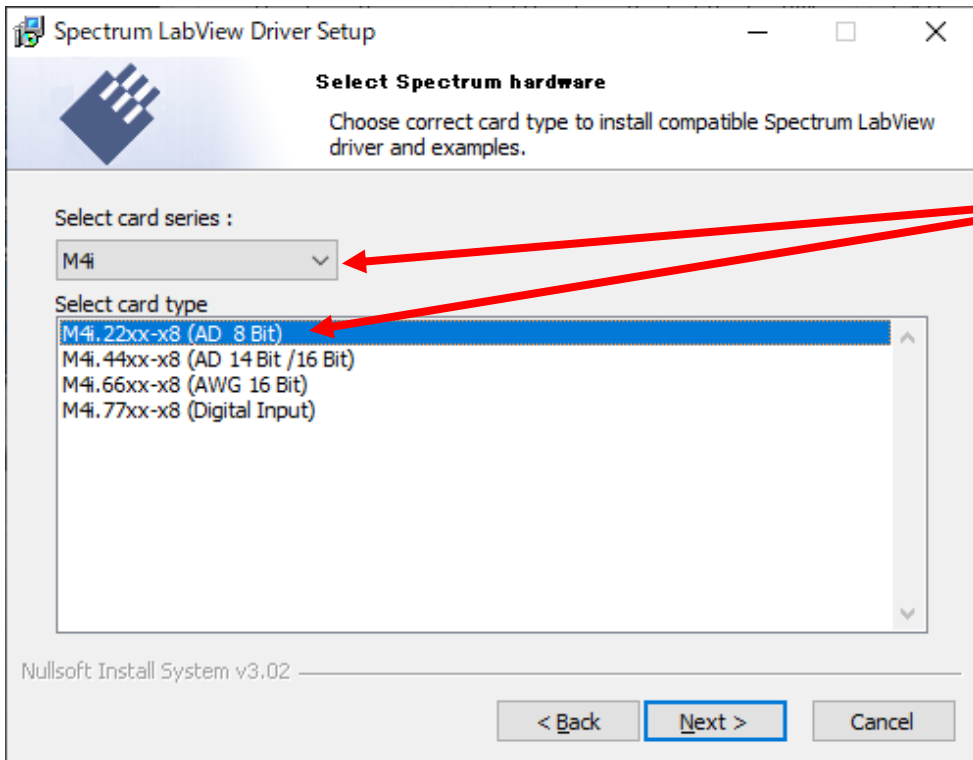 Spectrum LabView Driver Setup
Select Spectrum hardware
Choose correct card type to install compatible Spectrum LabView
driver and examples.
Select card series :
M4i
Select card type
M4i.22xx-x8 (AD  8 Bit)
M4i.44xx-x8 (AD 14 Bit /16 Bit)
M4i.66xx-x8 (AWG 16 Bit)
M4i.77xx-x8 (Digital Input)
Nullsoft Install System v3.02
< Back
Next >
Cancel